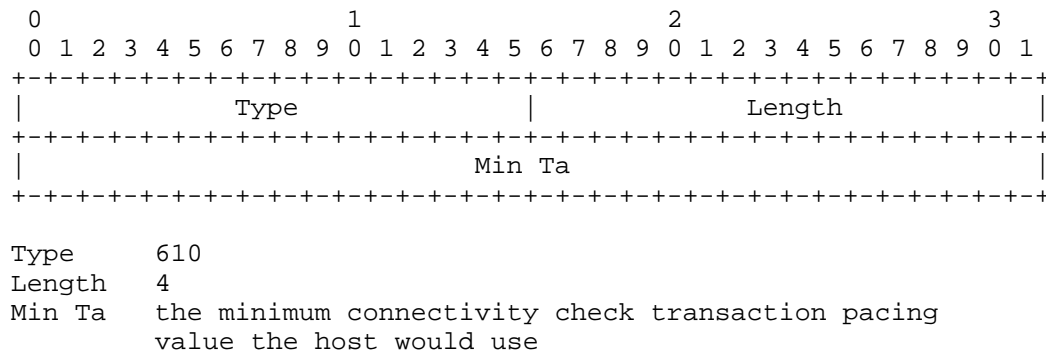 0                   1                   2                   3
 0 1 2 3 4 5 6 7 8 9 0 1 2 3 4 5 6 7 8 9 0 1 2 3 4 5 6 7 8 9 0 1
+-+-+-+-+-+-+-+-+-+-+-+-+-+-+-+-+-+-+-+-+-+-+-+-+-+-+-+-+-+-+-+-+
|             Type              |             Length            |
+-+-+-+-+-+-+-+-+-+-+-+-+-+-+-+-+-+-+-+-+-+-+-+-+-+-+-+-+-+-+-+-+
|                            Min Ta                             |
+-+-+-+-+-+-+-+-+-+-+-+-+-+-+-+-+-+-+-+-+-+-+-+-+-+-+-+-+-+-+-+-+
Type     610
Length   4
Min Ta   the minimum connectivity check transaction pacing
         value the host would use